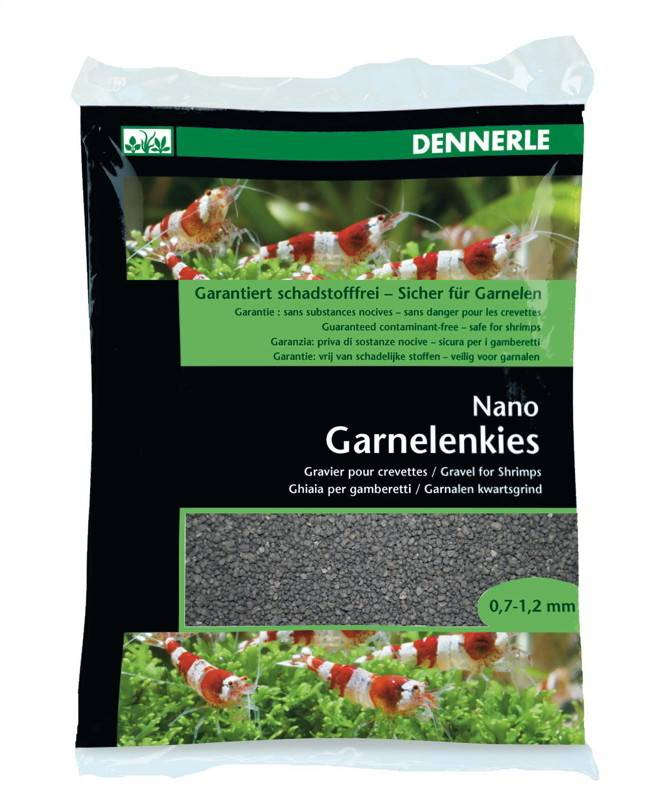 DENNERLE
Garantiert schadstofffrei – Sicher für Garnelen
Garantie : sans substances nocives – sans danger pour les crevettes
Guaranteed contaminant-free – safe for shrimps
Garanzia: priva di sostanze nocive – sicura per i gamberetti
Garantie: vrij van schadelijke stoffen – veilig voor garnalen
Nano
Garnelenkies
Gravier pour crevettes / Gravel for Shrimps
Ghiaia per gamberetti / Garnalen kwartsgrind
0,7-1,2 mm